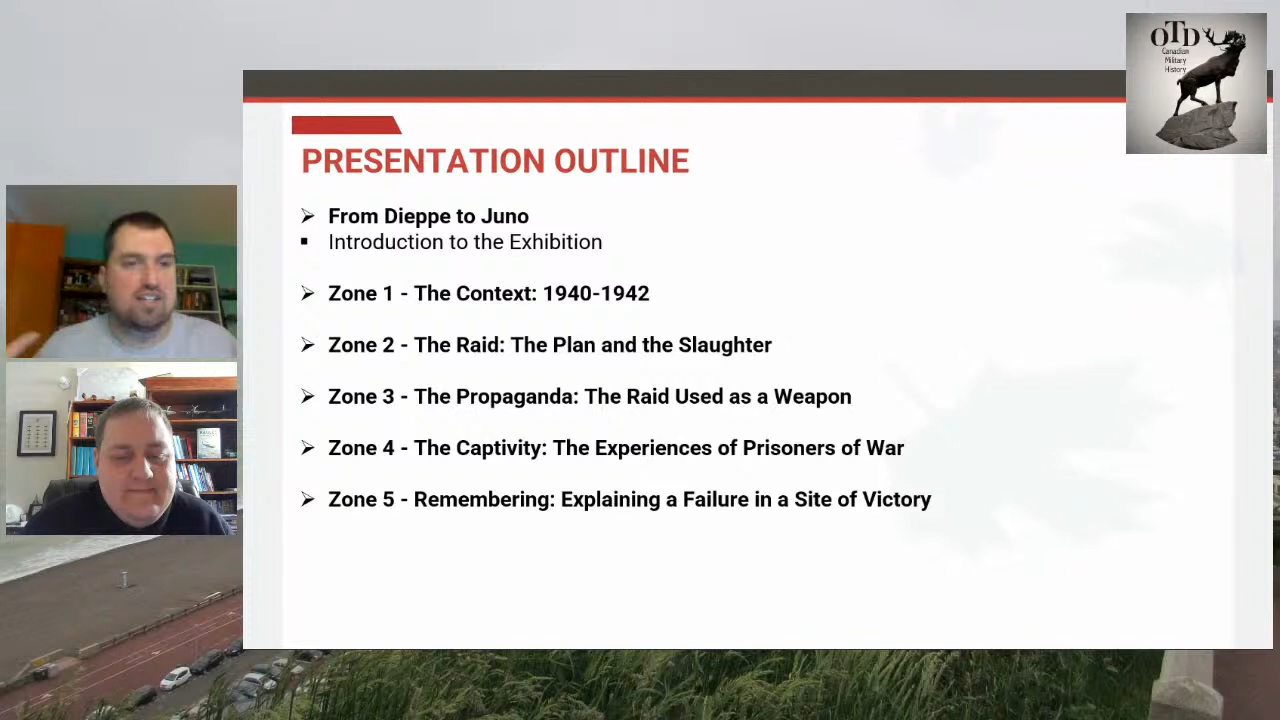 OTD
Canadian
Military
History
PRESENTATION OUTLINE
➢ From Dieppe to Juno
▪ Introduction to the Exhibition
➢ Zone 1 - The Context: 1940-1942
➢ Zone 2 - The Raid: The Plan and the Slaughter
➢ Zone 3 - The Propaganda: The Raid Used as a Weapon
➢ Zone 4 - The Captivity: The Experiences of Prisoners of War
➢ Zone 5 - Remembering: Explaining a Failure in a Site of Victory